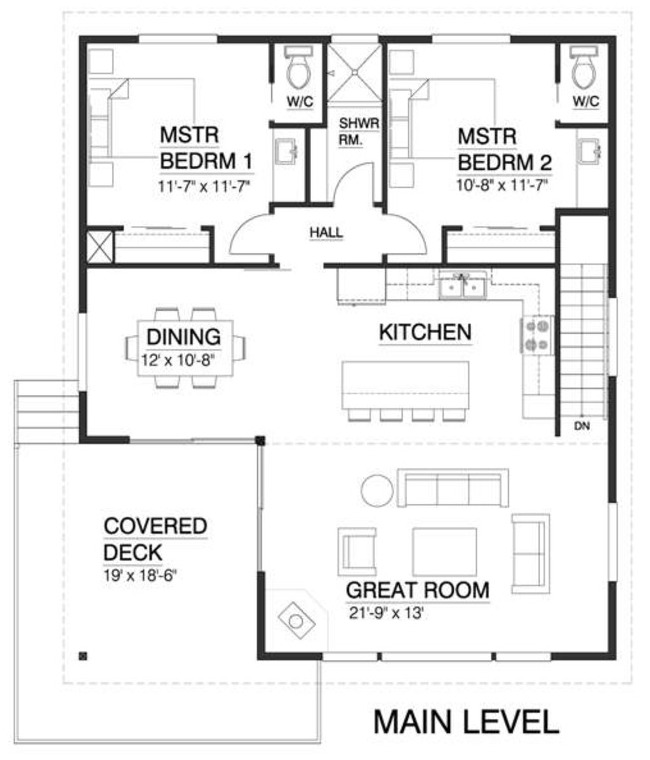 W/C
W/C
SHWR
RM.
MSTR
BEDRM 1
11'-7" x 11'-7"
MSTR
BEDRM 2
10'-8" x 11'-7"
HALL
DINING
12' x 10'-8"
KITCHEN
DN
COVERED
DECK
19' x 18'-6"
GREAT ROOM
21'-9" x 13'
MAIN LEVEL